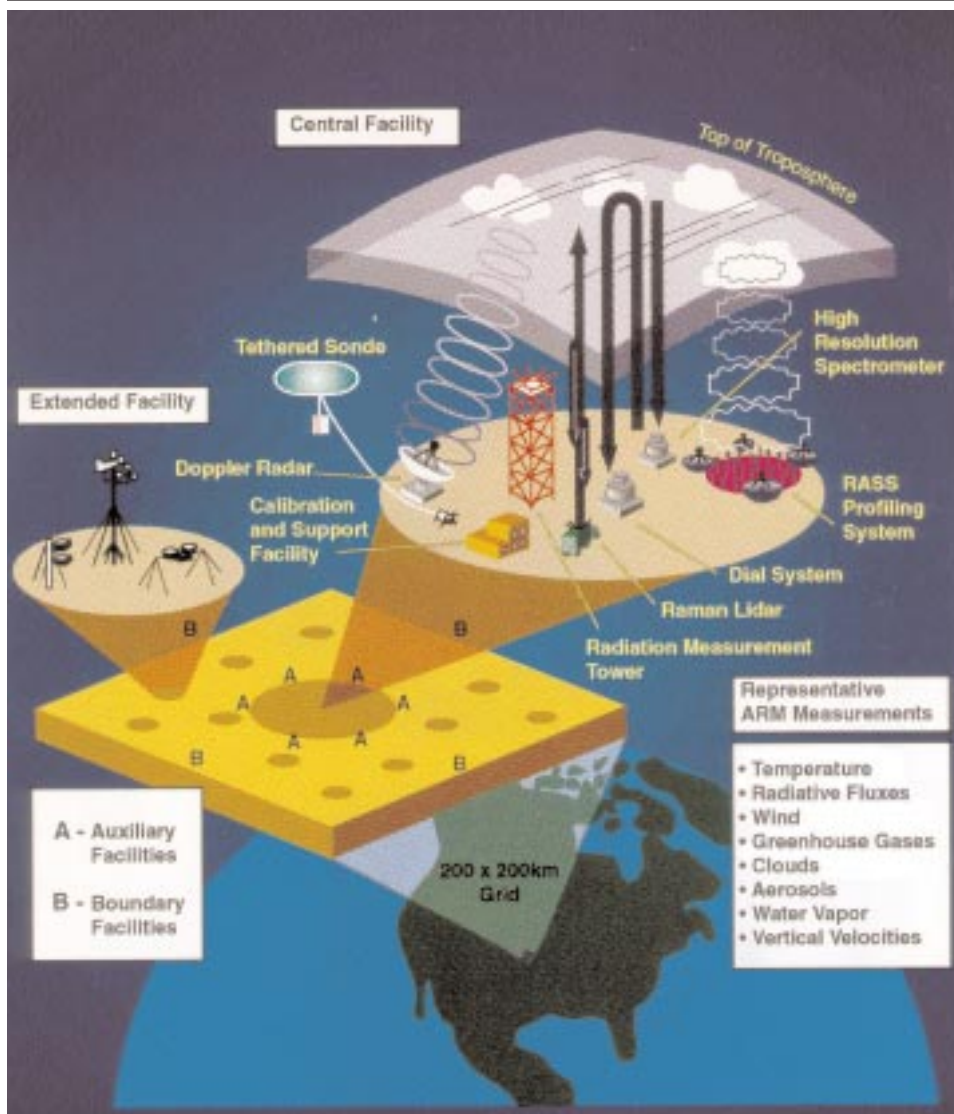 Central Facility
Top of Troposphere
High
Resolution
Spectrometer
Tethered Sonde
Extended Facility
Doppler Radar
Calibration
and Support
Facility
RASS
Profiling
System
Dial System
Raman Lidar
Radiation Measurement
Tower
B
B
A
A
A
A
A
A
B
B
Representative
ARM Measurements
• Temperature
• Radiative Fluxes
• Wind
• Greenhouse Gases
• Clouds
• Aerosols
• Water Vapor
• Vertical Velocities
A - Auxiliary
Facilities
B - Boundary
Facilities
200 x 200km
Grid